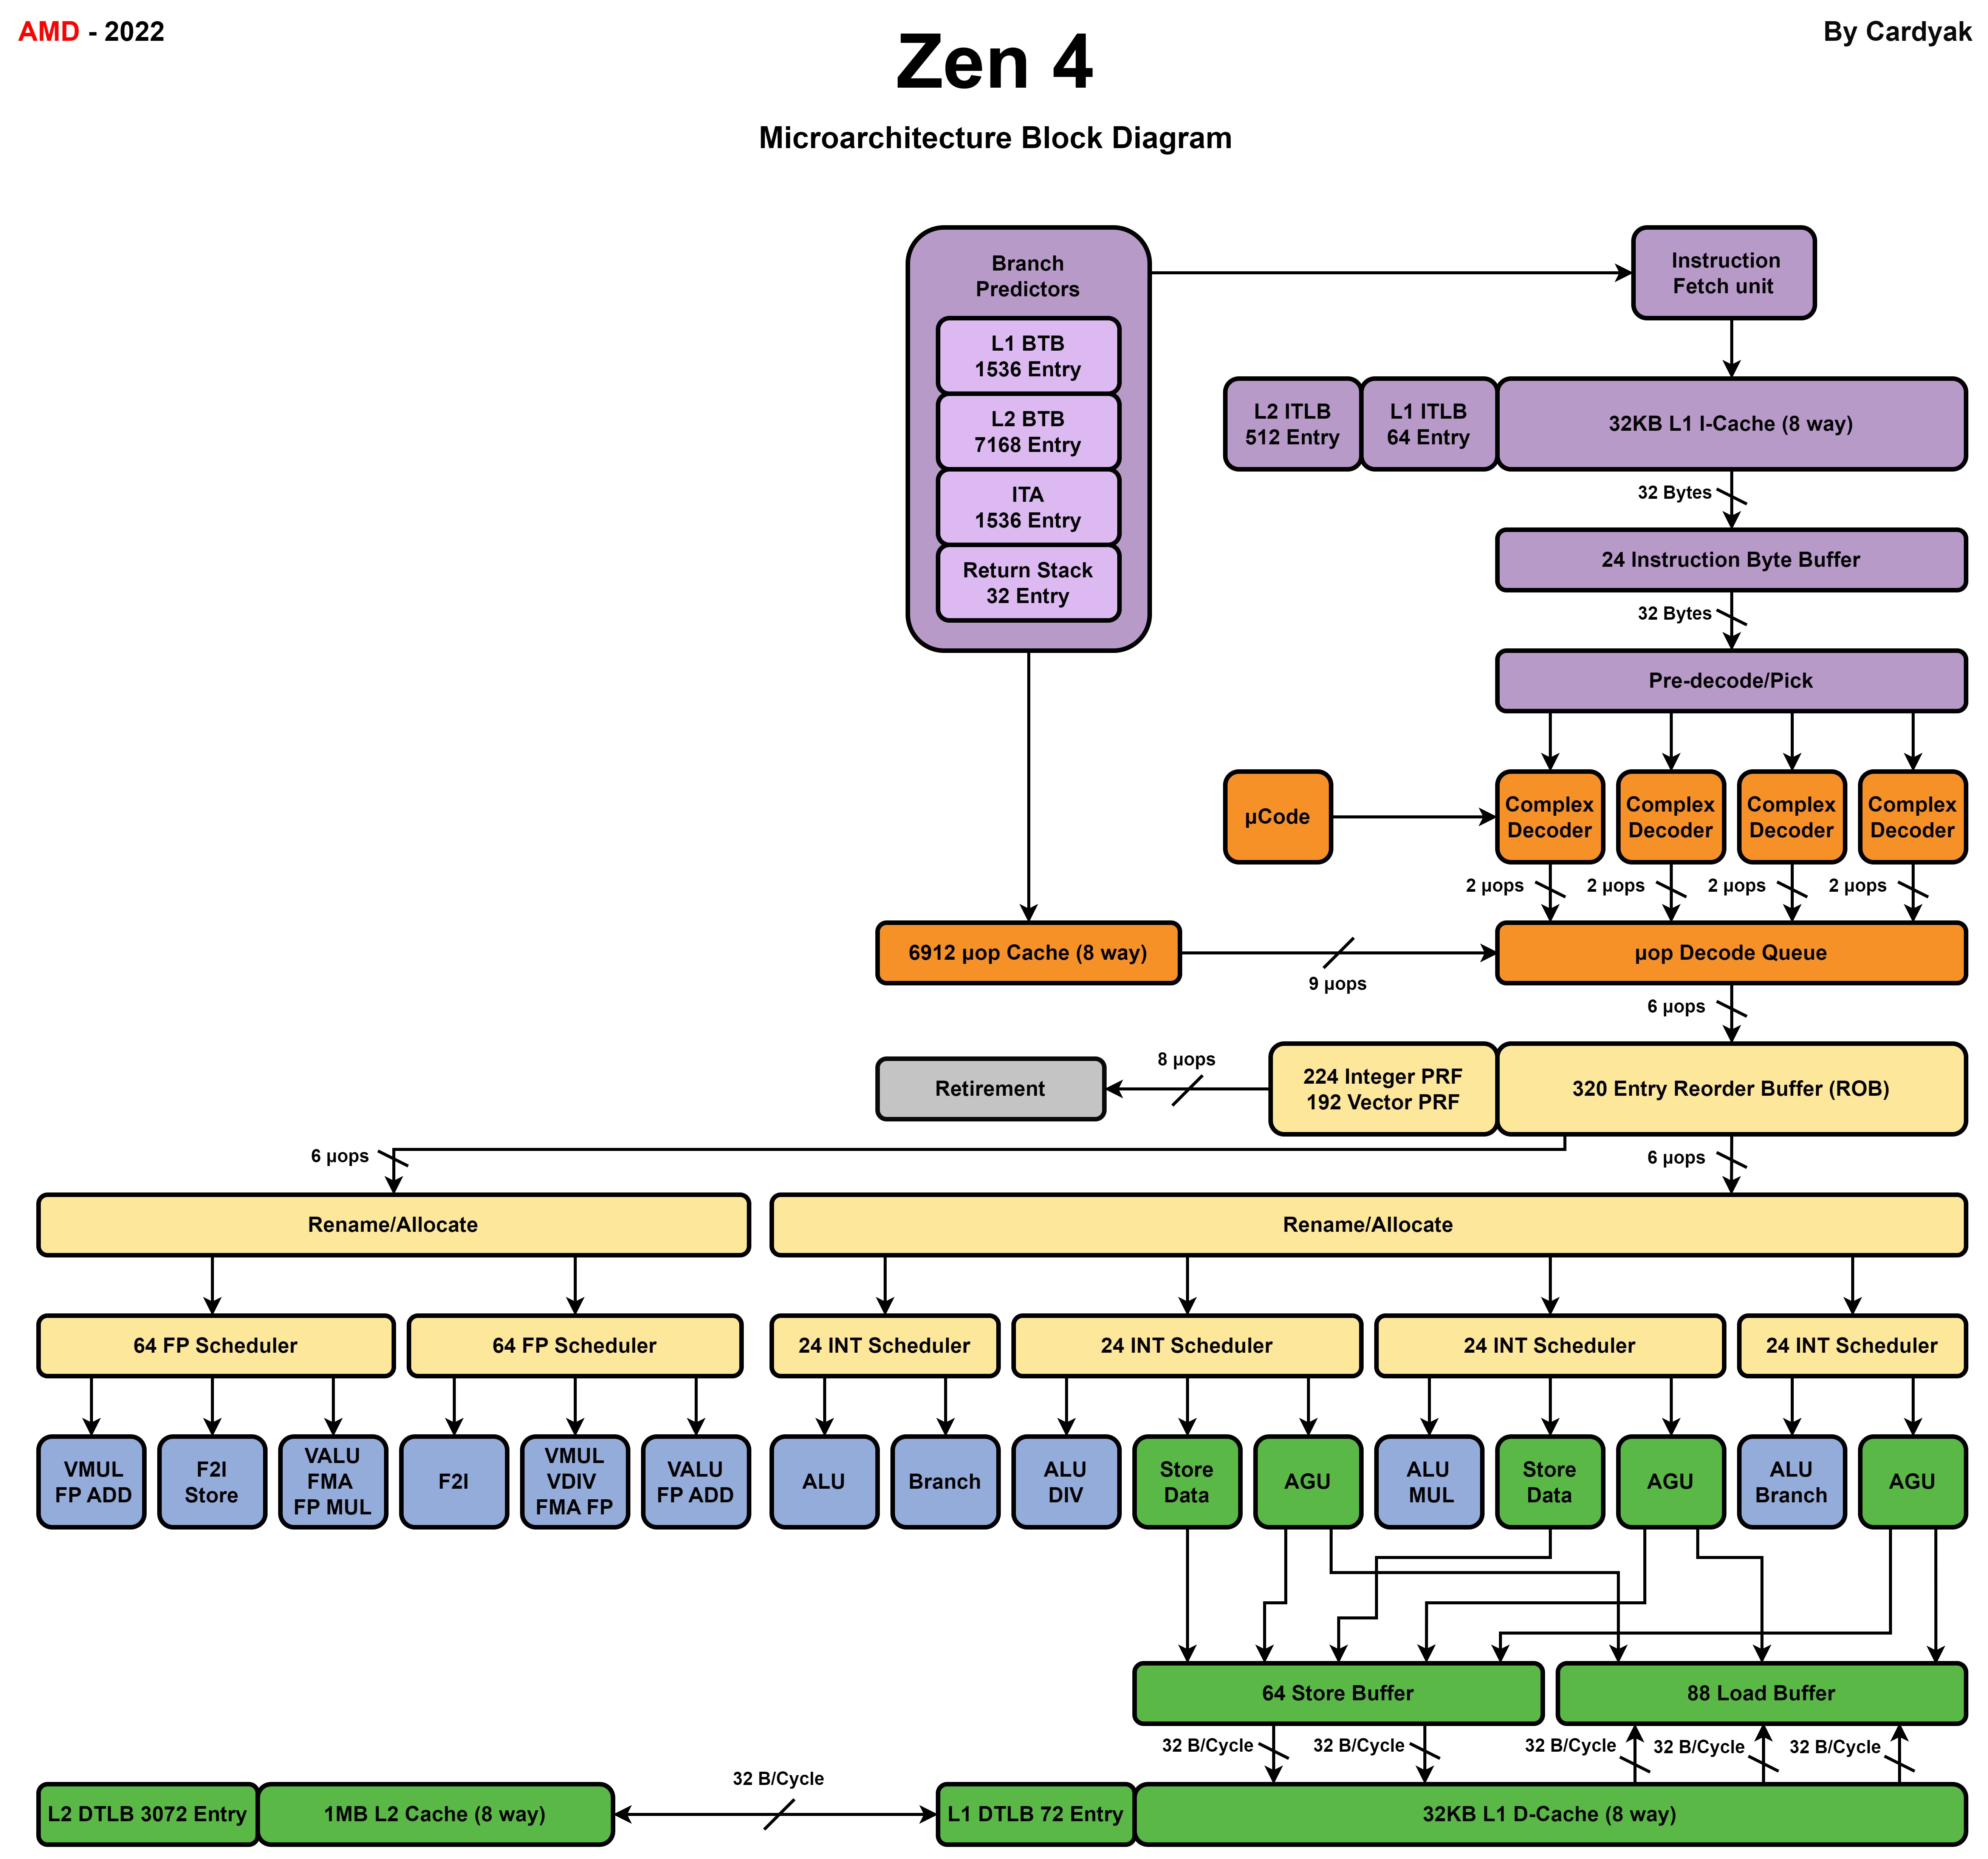 AMD - 2022
Zen 4
By Cardyak
Microarchitecture Block Diagram
Branch
Predictors
L1 BTB
1536 Entry
L2 BTB
7168 Entry
ITA
1536 Entry
Return Stack
32 Entry
Instruction
Fetch unit
L2 ITLB
512 Entry
L1 ITLB
64 Entry
32KB L1 I-Cache (8 way)
32 Bytes
24 Instruction Byte Buffer
32 Bytes
Pre-decode/Pick
µCode
Complex
Decoder
Complex
Decoder
Complex
Decoder
Complex
Decoder
2 µops
2 µops
2 µops
2 µops
6912 µop Cache (8 way)
9 µops
µop Decode Queue
6 µops
Retirement
8 µops
224 Integer PRF
192 Vector PRF
320 Entry Reorder Buffer (ROB)
6 µops
6 µops
Rename/Allocate
Rename/Allocate
64 FP Scheduler
64 FP Scheduler
24 INT Scheduler
24 INT Scheduler
24 INT Scheduler
24 INT Scheduler
VMUL
FP ADD
F2I
Store
VALU
FMA
FP MUL
F2I
VMUL
VDIV
FMA FP
VALU
FP ADD
ALU
Branch
ALU
DIV
Store
Data
AGU
ALU
MUL
Store
Data
AGU
ALU
Branch
AGU
64 Store Buffer
88 Load Buffer
32 B/Cycle
32 B/Cycle
32 B/Cycle
32 B/Cycle
32 B/Cycle
L2 DTLB 3072 Entry
1MB L2 Cache (8 way)
32 B/Cycle
L1 DTLB 72 Entry
32KB L1 D-Cache (8 way)